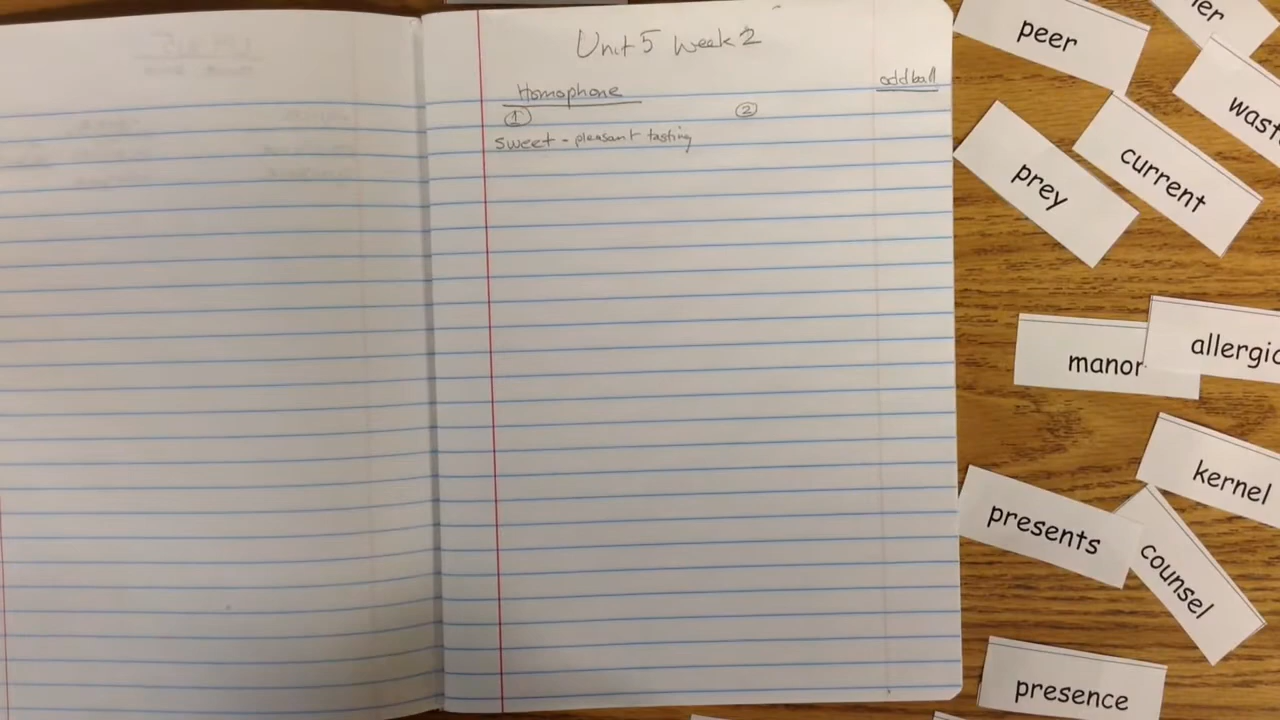 Unit 5 Week 2
Homophone
oddball
1
2
sweet - pleasant tasting
peer
prey
current
manor
allergic
kernel
presents
counsel
presence